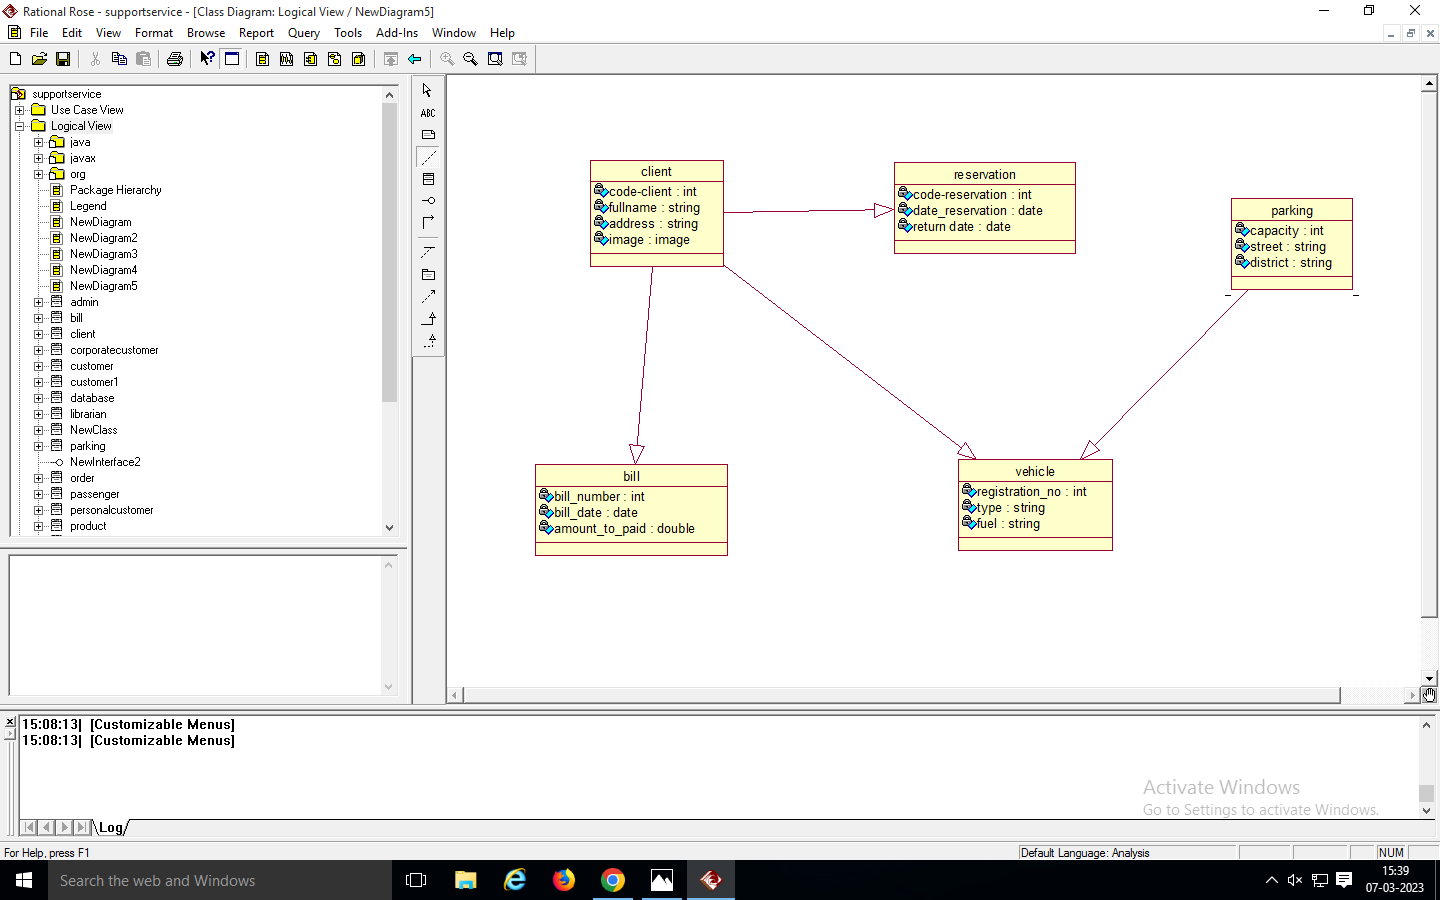 Rational Rose - supportservice - [Class Diagram: Logical View / NewDiagram5]
File Edit View Format Browse Report Query Tools Add-Ins Window Help
supportservice
Use Case View
Logical View
java
javax
org
Package Hierarchy
Legend
NewDiagram
NewDiagram2
NewDiagram3
NewDiagram4
NewDiagram5
admin
bill
client
corporatecustomer
customer
customer1
database
librarian
NewClass
parking
NewInterface2
order
passenger
personalcustomer
product
ABC
client
code-client : int
fullname : string
address : string
image : image
reservation
code-reservation : int
date_reservation : date
return date : date
parking
capacity : int
street : string
district : string
bill
bill_number : int
bill_date : date
amount_to_paid : double
vehicle
registration_no : int
type : string
fuel : string
15:08:13| [Customizable Menus]
15:08:13| [Customizable Menus]
Activate Windows
Go to Settings to activate Windows.
Log
For Help, press F1
Default Language: Analysis
NUM
Search the web and Windows
15:39
07-03-2023